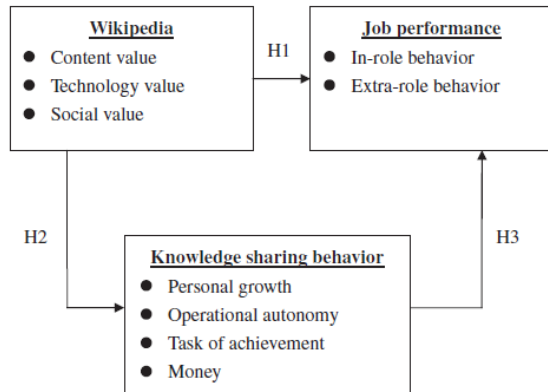 Wikipedia
● Content value
● Technology value
● Social value
H1
Job performance
● In-role behavior
● Extra-role behavior
H2
H3
Knowledge sharing behavior
● Personal growth
● Operational autonomy
● Task of achievement
● Money